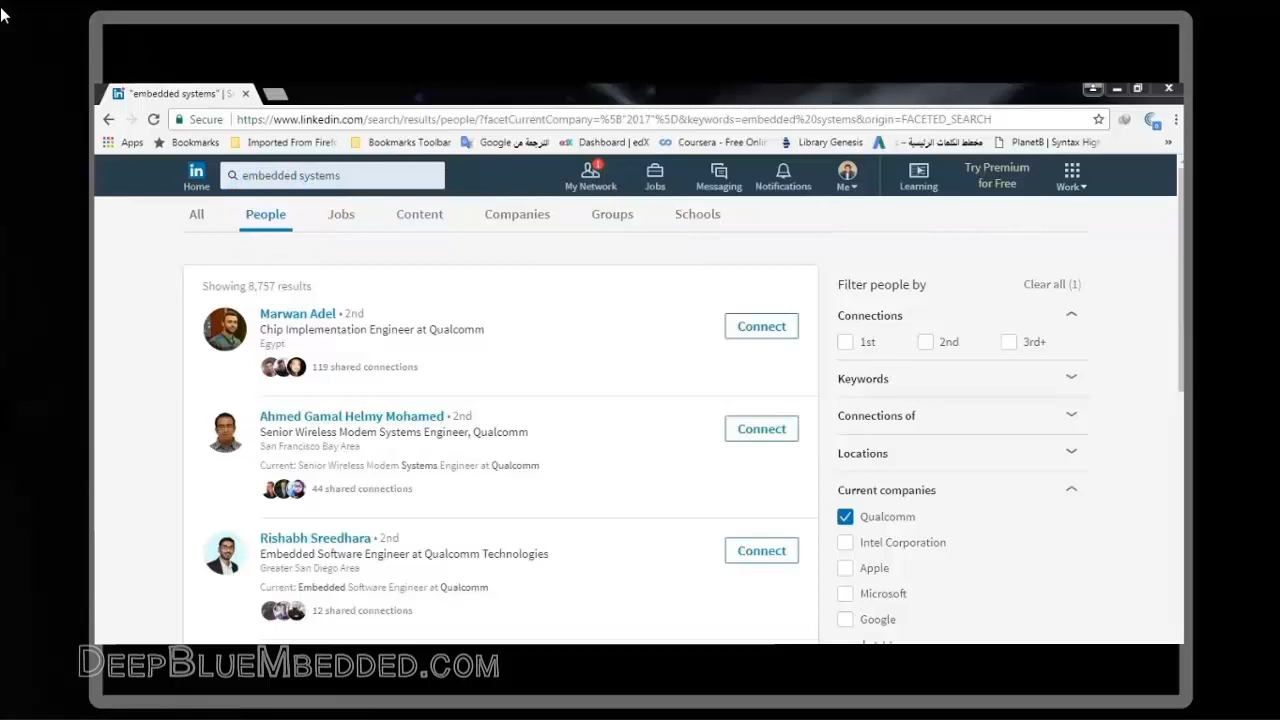 "embedded systems" | S
Secure https://www.linkedin.com/search/results/people/?facetCurrentCompany=%5B"2017"%5D&keywords=embedded%20systems&origin=FACETED_SEARCH
Apps Bookmarks Imported From Firef Bookmarks Toolbar الترجمة من Google Dashboard | edX Coursera - Free Onli Library Genesis مخطط الكلمات الرئيسية – PlanetB | Syntax Hig »
in
Home
embedded systems
1
My Network
Jobs
Messaging
Notifications
Me
Learning
Try Premium
for Free
Work
All People Jobs Content Companies Groups Schools
Showing 8,757 results
Marwan Adel • 2nd
Chip Implementation Engineer at Qualcomm
Egypt
119 shared connections
Connect
Ahmed Gamal Helmy Mohamed • 2nd
Senior Wireless Modem Systems Engineer, Qualcomm
San Francisco Bay Area
Current: Senior Wireless Modem Systems Engineer at Qualcomm
44 shared connections
Connect
Rishabh Sreedhara • 2nd
Embedded Software Engineer at Qualcomm Technologies
Greater San Diego Area
Current: Embedded Software Engineer at Qualcomm
12 shared connections
Connect
Filter people by Clear all (1)
Connections
1st 2nd 3rd+
Keywords
Connections of
Locations
Current companies
Qualcomm
Intel Corporation
Apple
Microsoft
Google
DEEPBLUEMBEDDED.COM